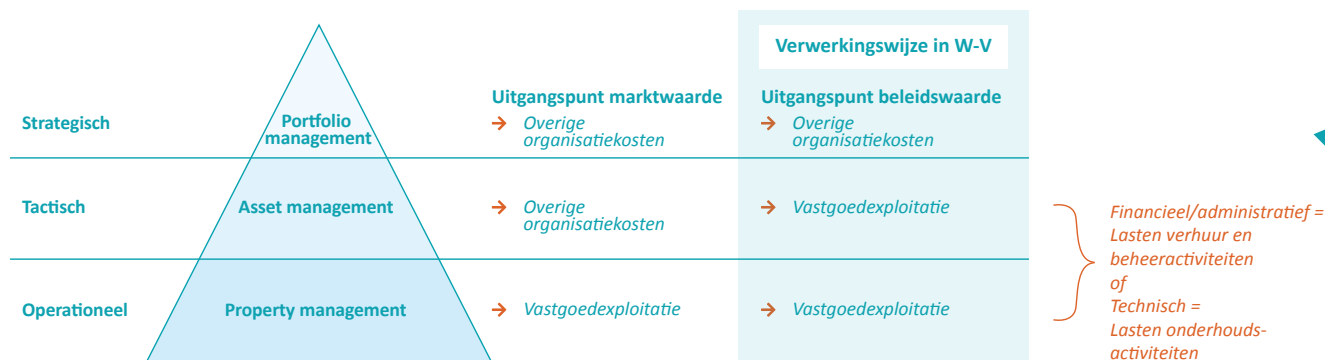 Verwerkingswijze in W-V
Uitgangspunt marktwaarde
Uitgangspunt beleidswaarde
Strategisch
Portfolio
management
→ Overige
organisatiekosten
→ Overige
organisatiekosten
Tactisch
Asset management
→ Overige
organisatiekosten
→ Vastgoedexploitatie
Operationeel
Property management
→ Vastgoedexploitatie
→ Vastgoedexploitatie
Financieel/administratief =
Lasten verhuur en
beheeractiviteiten
of
Technisch =
Lasten onderhouds-
activiteiten